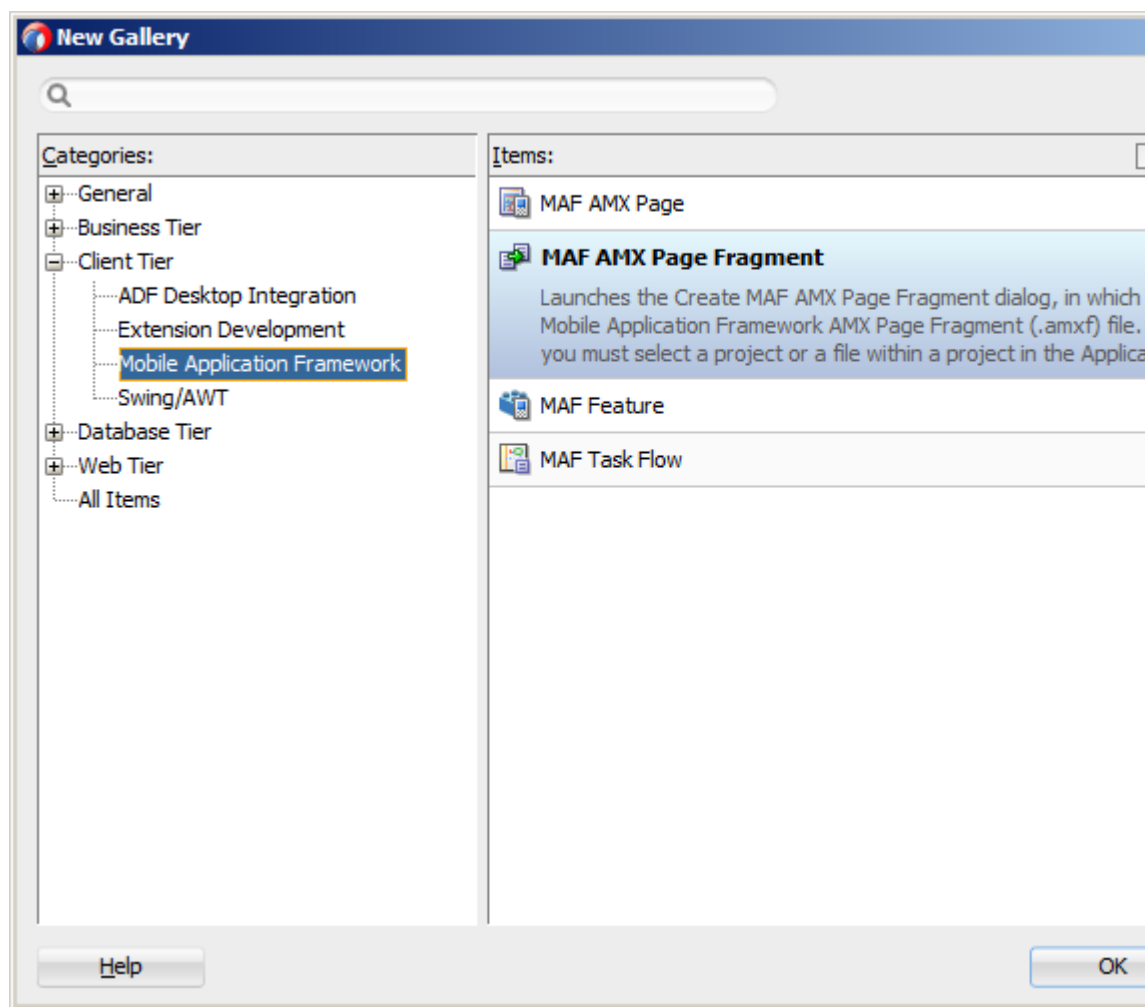 New Gallery
Categories:
General
Business Tier
Client Tier
ADF Desktop Integration
Extension Development
Mobile Application Framework
Swing/AWT
Database Tier
Web Tier
All Items
Items:
MAF AMX Page
MAF AMX Page Fragment
Launches the Create MAF AMX Page Fragment dialog, in which
Mobile Application Framework AMX Page Fragment (.amxf) file.
you must select a project or a file within a project in the Applica
MAF Feature
MAF Task Flow
Help
OK